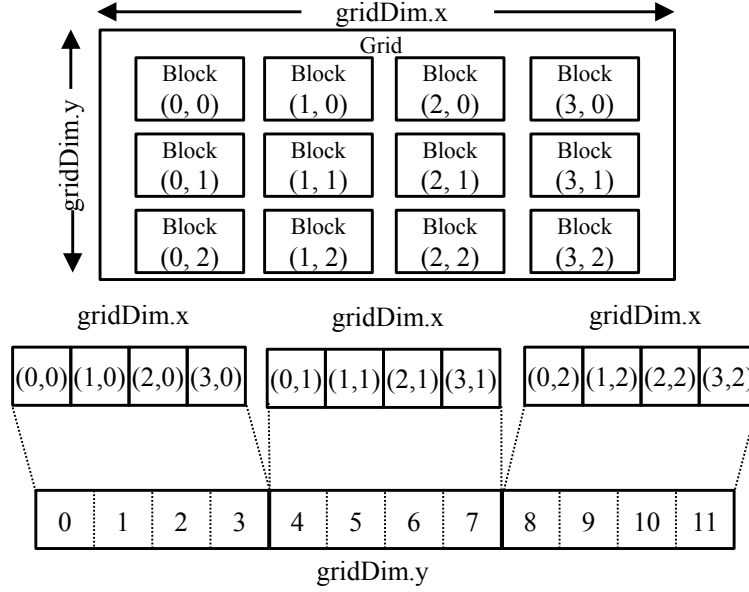 gridDim.x
gridDim.y
Grid
Block Block Block Block
(0, 0) (1, 0) (2, 0) (3, 0)
Block Block Block Block
(0, 1) (1, 1) (2, 1) (3, 1)
Block Block Block Block
(0, 2) (1, 2) (2, 2) (3, 2)
gridDim.x gridDim.x gridDim.x
(0,0) (1,0) (2,0) (3,0) (0,1) (1,1) (2,1) (3,1) (0,2) (1,2) (2,2) (3,2)
0 1 2 3 4 5 6 7 8 9 10 11
gridDim.y